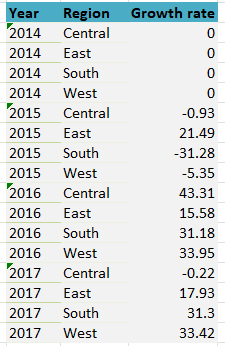 Year Region Growth rate
2014 Central 0
2014 East 0
2014 South 0
2014 West 0
2015 Central -0.93
2015 East 21.49
2015 South -31.28
2015 West -5.35
2016 Central 43.31
2016 East 15.58
2016 South 31.18
2016 West 33.95
2017 Central -0.22
2017 East 17.93
2017 South 31.3
2017 West 33.42